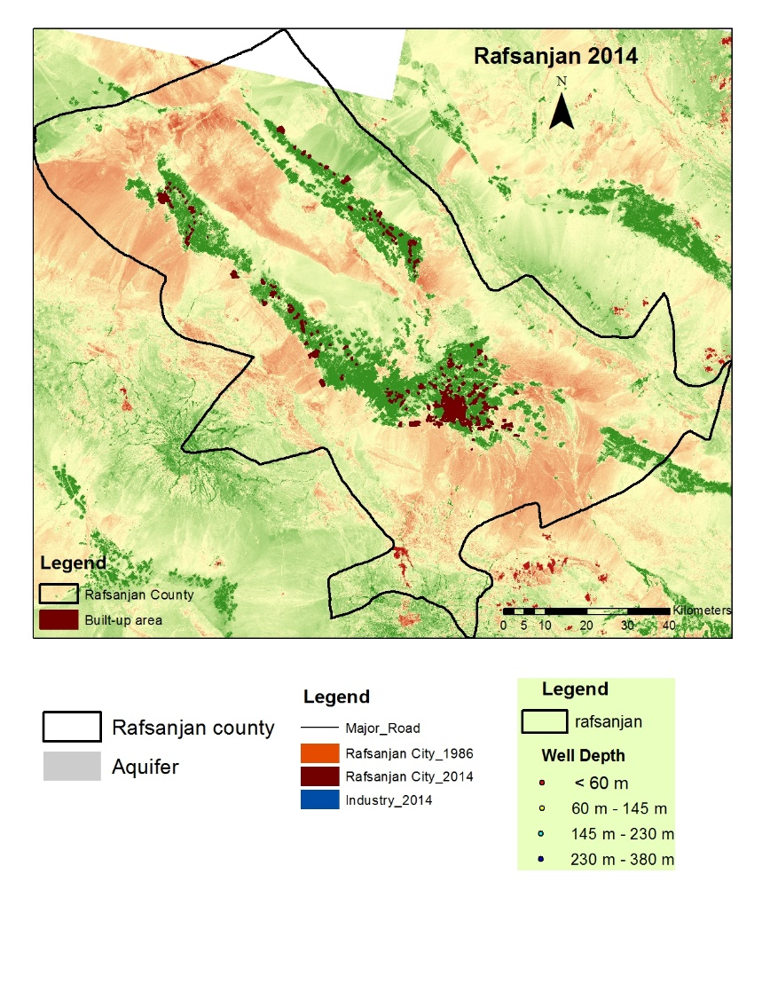 Rafsanjan 2014
N
Legend
Rafsanjan County
Built-up area
Kilometers
0 5 10 20 30 40
Rafsanjan county
Aquifer
Legend
Major_Road
Rafsanjan City_1986
Rafsanjan City_2014
Industry_2014
Legend
rafsanjan
Well Depth
< 60 m
60 m - 145 m
145 m - 230 m
230 m - 380 m